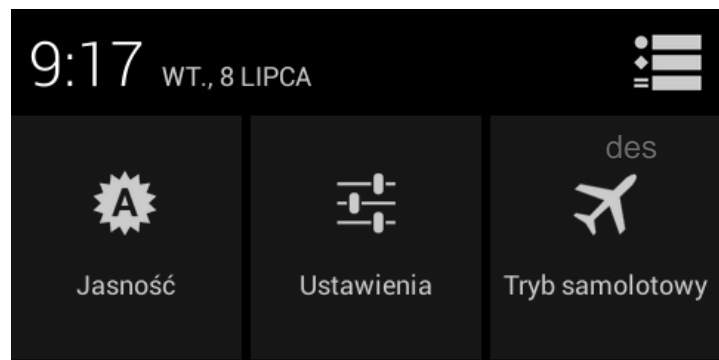 9:17 WT., 8 LIPCA
des
A
Jasność
Ustawienia
Tryb samolotowy